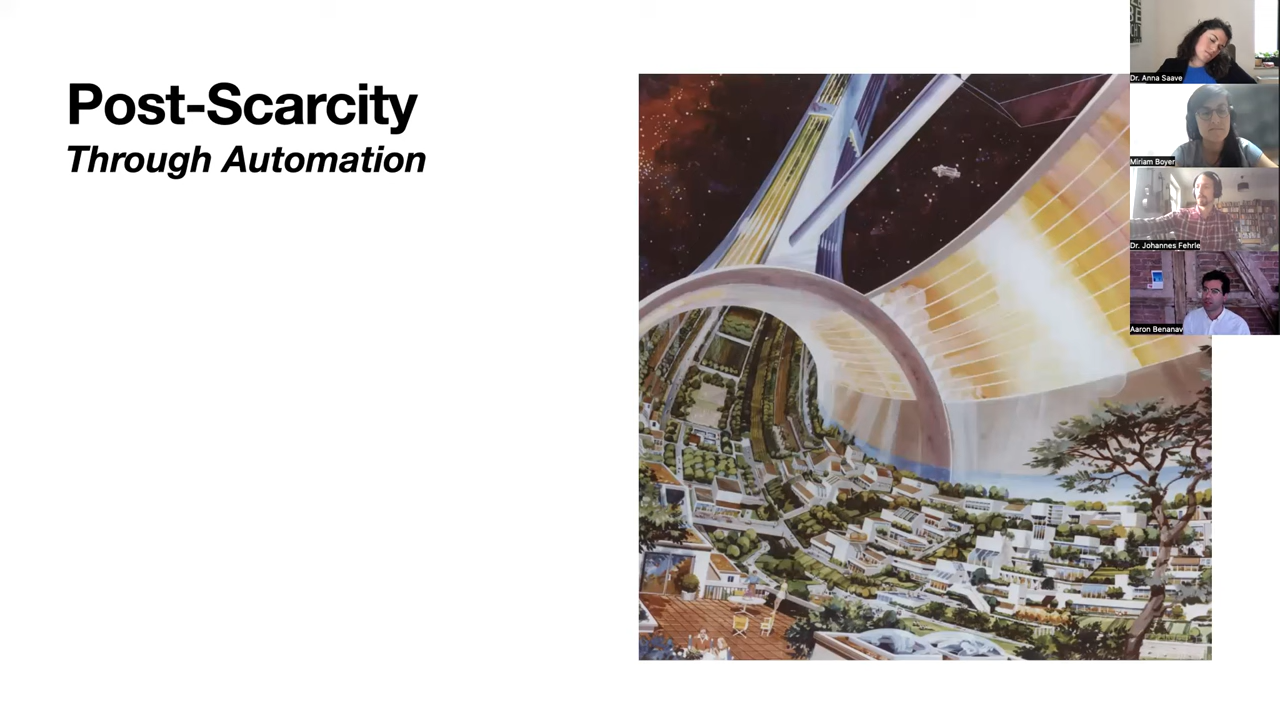 Post-Scarcity
Through Automation
Dr. Anna Saave
Miriam Boyer
Dr. Johannes Fehrle
Aaron Benanav